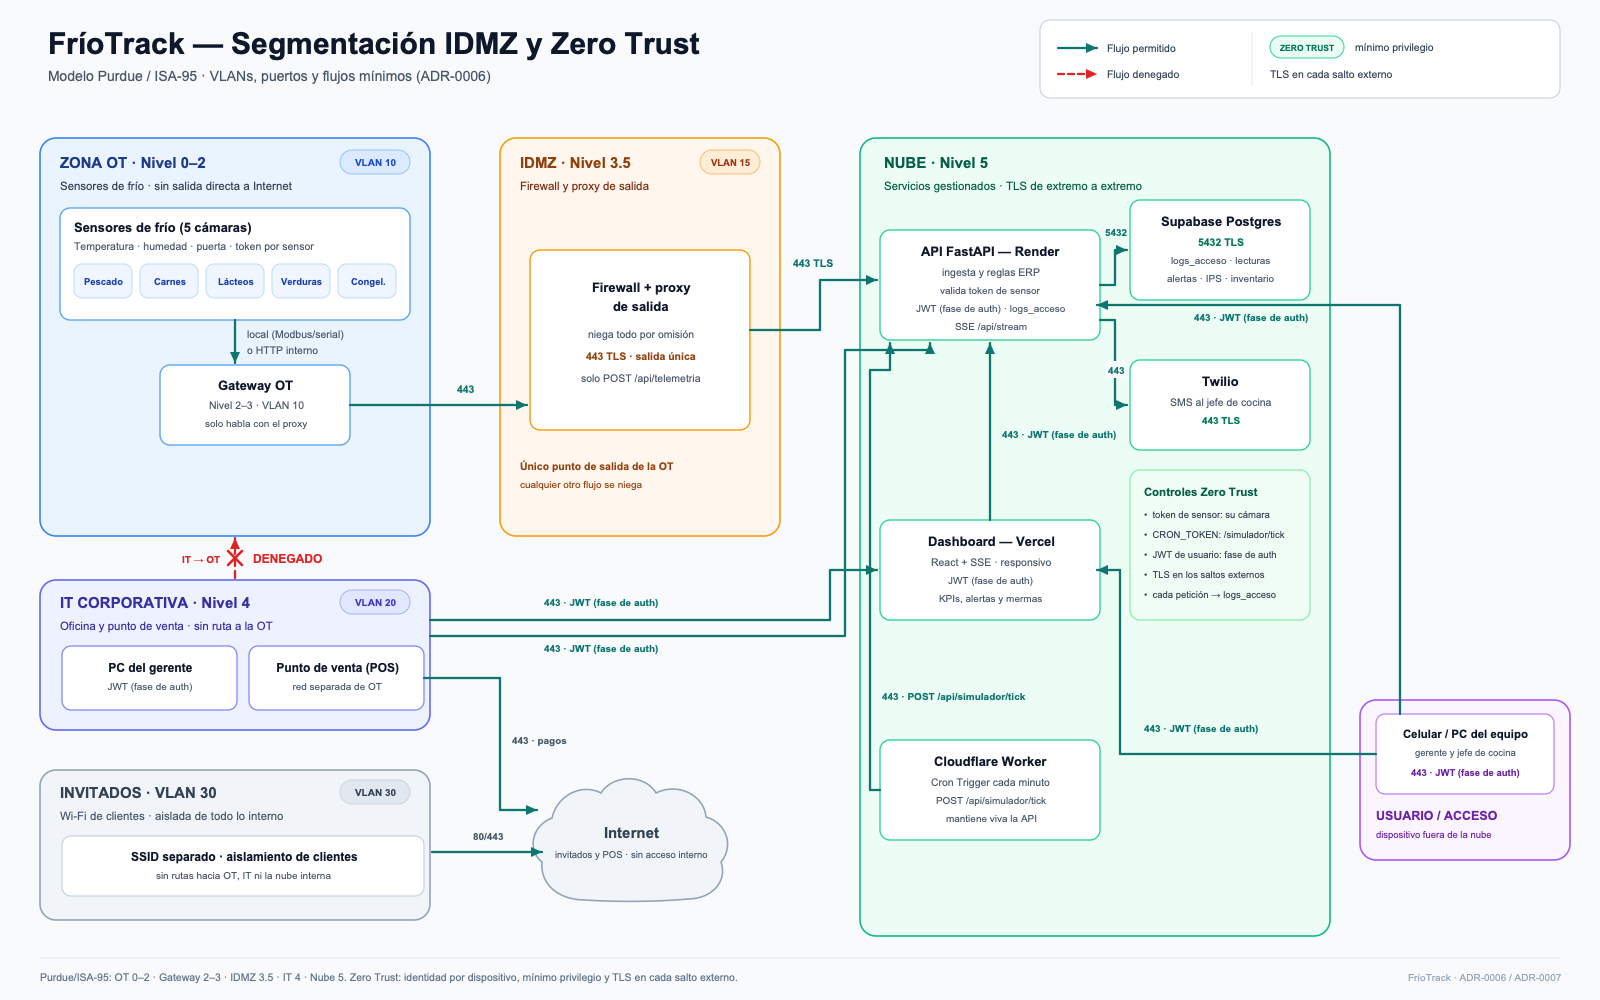 FríoTrack — Segmentación IDMZ y Zero Trust
Modelo Purdue / ISA-95 · VLANs, puertos y flujos mínimos (ADR-0006)
Flujo permitido
Flujo denegado
ZERO TRUST
mínimo privilegio
TLS en cada salto externo
ZONA OT · Nivel 0–2
VLAN 10
Sensores de frío · sin salida directa a Internet
Sensores de frío (5 cámaras)
Temperatura · humedad · puerta · token por sensor
Pescado
Carnes
Lácteos
Verduras
Congel.
local (Modbus/serial)
o HTTP interno
Gateway OT
Nivel 2–3 · VLAN 10
solo habla con el proxy
443
IDMZ · Nivel 3.5
VLAN 15
Firewall y proxy de salida
Firewall + proxy
de salida
niega todo por omisión
443 TLS · salida única
solo POST /api/telemetria
Único punto de salida de la OT
cualquier otro flujo se niega
443 TLS
NUBE · Nivel 5
Servicios gestionados · TLS de extremo a extremo
API FastAPI — Render
ingesta y reglas ERP
valida token de sensor
JWT (fase de auth) · logs_acceso
SSE /api/stream
5432
Supabase Postgres
5432 TLS
logs_acceso · lecturas
alertas · IPS · inventario
443 · JWT (fase de auth)
443
Twilio
SMS al jefe de cocina
443 TLS
443 · JWT (fase de auth)
Controles Zero Trust
• token de sensor: su cámara
• CRON_TOKEN: /simulador/tick
• JWT de usuario: fase de auth
• TLS en los saltos externos
• cada petición → logs_acceso
Dashboard — Vercel
React + SSE · responsivo
JWT (fase de auth)
KPIs, alertas y mermas
443 · POST /api/simulador/tick
443 · JWT (fase de auth)
Cloudflare Worker
Cron Trigger cada minuto
POST /api/simulador/tick
mantiene viva la API
Celular / PC del equipo
gerente y jefe de cocina
443 · JWT (fase de auth)
USUARIO / ACCESO
dispositivo fuera de la nube
IT → OT
DENEGADO
IT CORPORATIVA · Nivel 4
VLAN 20
Oficina y punto de venta · sin ruta a la OT
PC del gerente
JWT (fase de auth)
Punto de venta (POS)
red separada de OT
443 · JWT (fase de auth)
443 · JWT (fase de auth)
443 · pagos
INVITADOS · VLAN 30
VLAN 30
Wi-Fi de clientes · aislada de todo lo interno
SSID separado · aislamiento de clientes
sin rutas hacia OT, IT ni la nube interna
80/443
Internet
invitados y POS · sin acceso interno
Purdue/ISA-95: OT 0–2 · Gateway 2–3 · IDMZ 3.5 · IT 4 · Nube 5. Zero Trust: identidad por dispositivo, mínimo privilegio y TLS en cada salto externo.
FríoTrack · ADR-0006 / ADR-0007